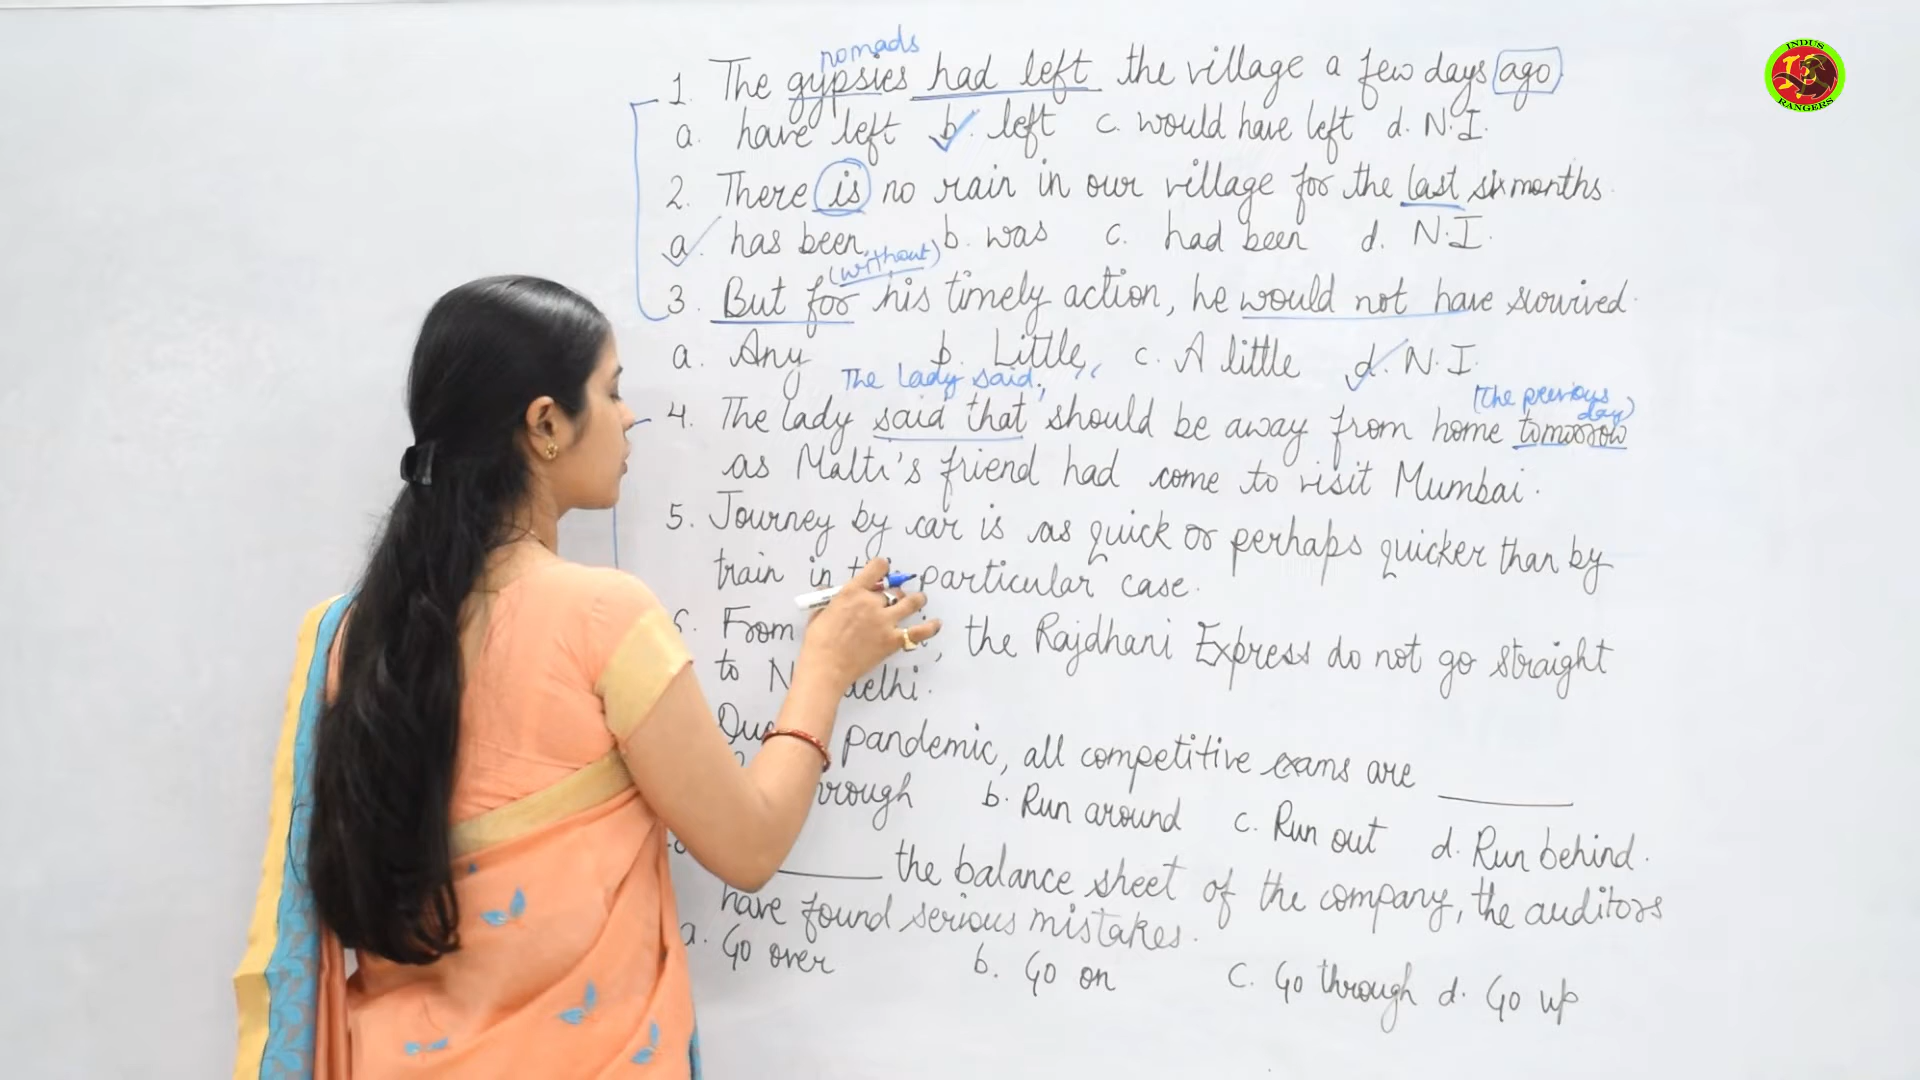 nomads
1. The gypsies had left the village a few days ago
a. have left b. left c. would have left d. N.I.
2. There is no rain in our village for the last six months.
a. has been b. was c. had been d. N.I.
(without)
3. But for his timely action, he would not have survived.
a. Any b. Little, c. A little d. N.I.
The lady said, "
(the previous day)
4. The lady said that should be away from home tomorrow
as Malti's friend had come to visit Mumbai.
5. Journey by car is as quick or perhaps quicker than by
train in particular case.
From the Rajdhani Express do not go straight
to
pandemic, all competitive exams are ____
b. Run around c. Run out d. Run behind.
____ the balance sheet of the company, the auditors
have found serious mistakes.
a. Go over b. Go on c. Go through d. Go up
INDUS
IR
RANGERS